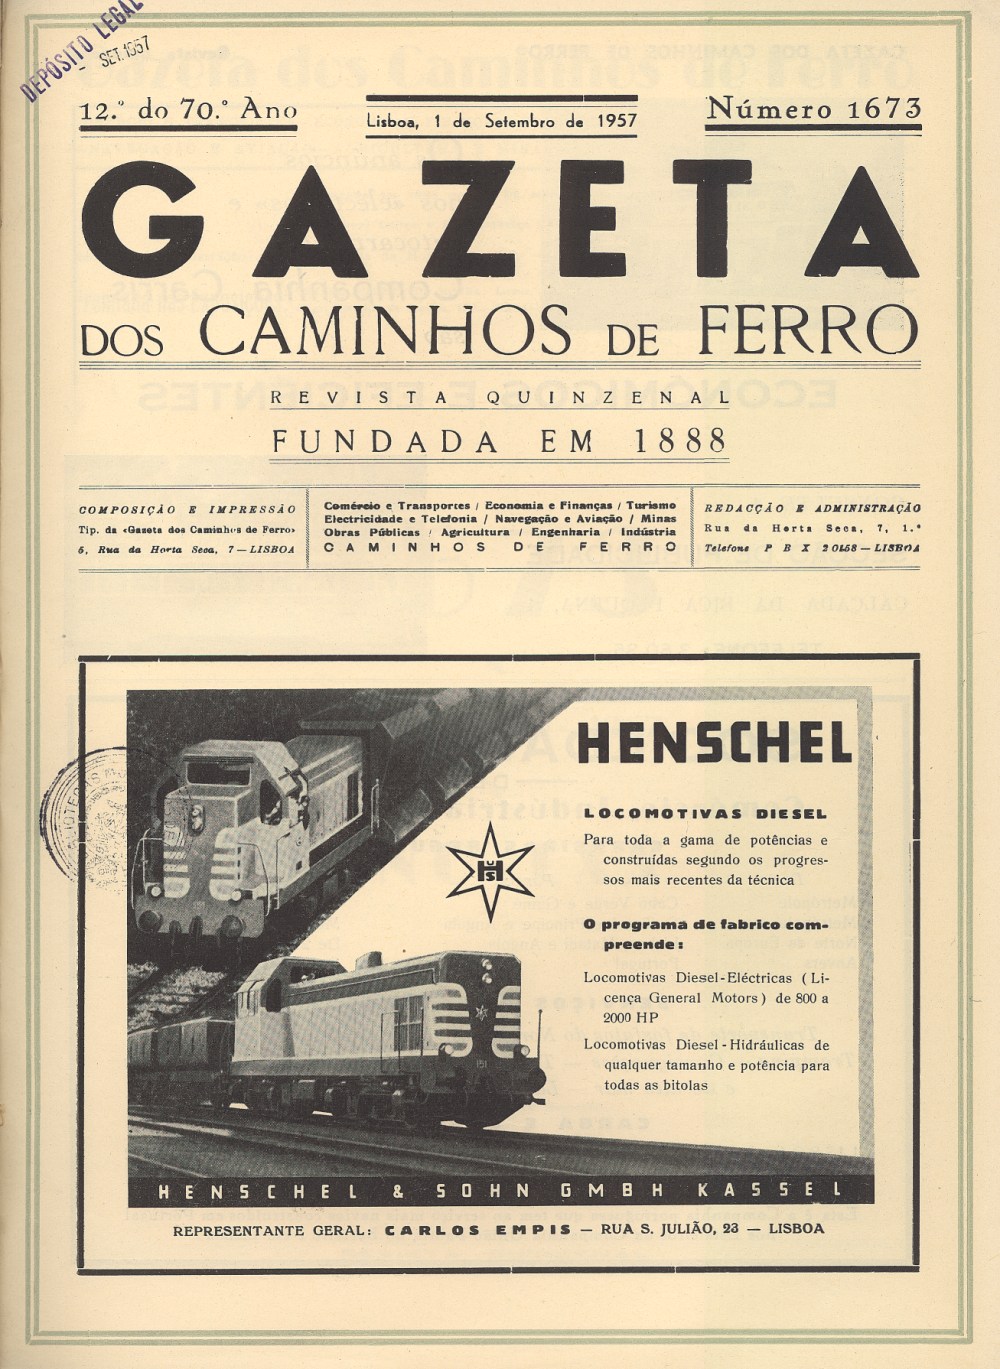 DEPÓSITO LEGAL
SET. 1957
12.º do 70.º Ano
Lisboa, 1 de Setembro de 1957
Número 1673
GAZETA
DOS CAMINHOS DE FERRO
REVISTA QUINZENAL
FUNDADA EM 1888
COMPOSIÇÃO E IMPRESSÃO
Tip. da «Gazeta dos Caminhos de Ferro»
5, Rua da Horta Seca, 7 — LISBOA
Comércio e Transportes / Economia e Finanças / Turismo
Electricidade e Telefonia / Navegação e Aviação / Minas
Obras Públicas / Agricultura / Engenharia / Indústria
CAMINHOS DE FERRO
REDACÇÃO E ADMINISTRAÇÃO
Rua da Horta Seca, 7, 1.º
Telefone P B X 20158 — LISBOA
HENSCHEL
LOCOMOTIVAS DIESEL
Para toda a gama de potências e
construídas segundo os progres-
sos mais recentes da técnica
O programa de fabrico com-
preende:
Locomotivas Diesel-Eléctricas (Li-
cença General Motors) de 800 a
2000 HP
Locomotivas Diesel-Hidráulicas de
qualquer tamanho e potência para
todas as bitolas
151
151
HENSCHEL & SOHN GMBH KASSEL
REPRESENTANTE GERAL: CARLOS EMPIS — RUA S. JULIÃO, 23 — LISBOA